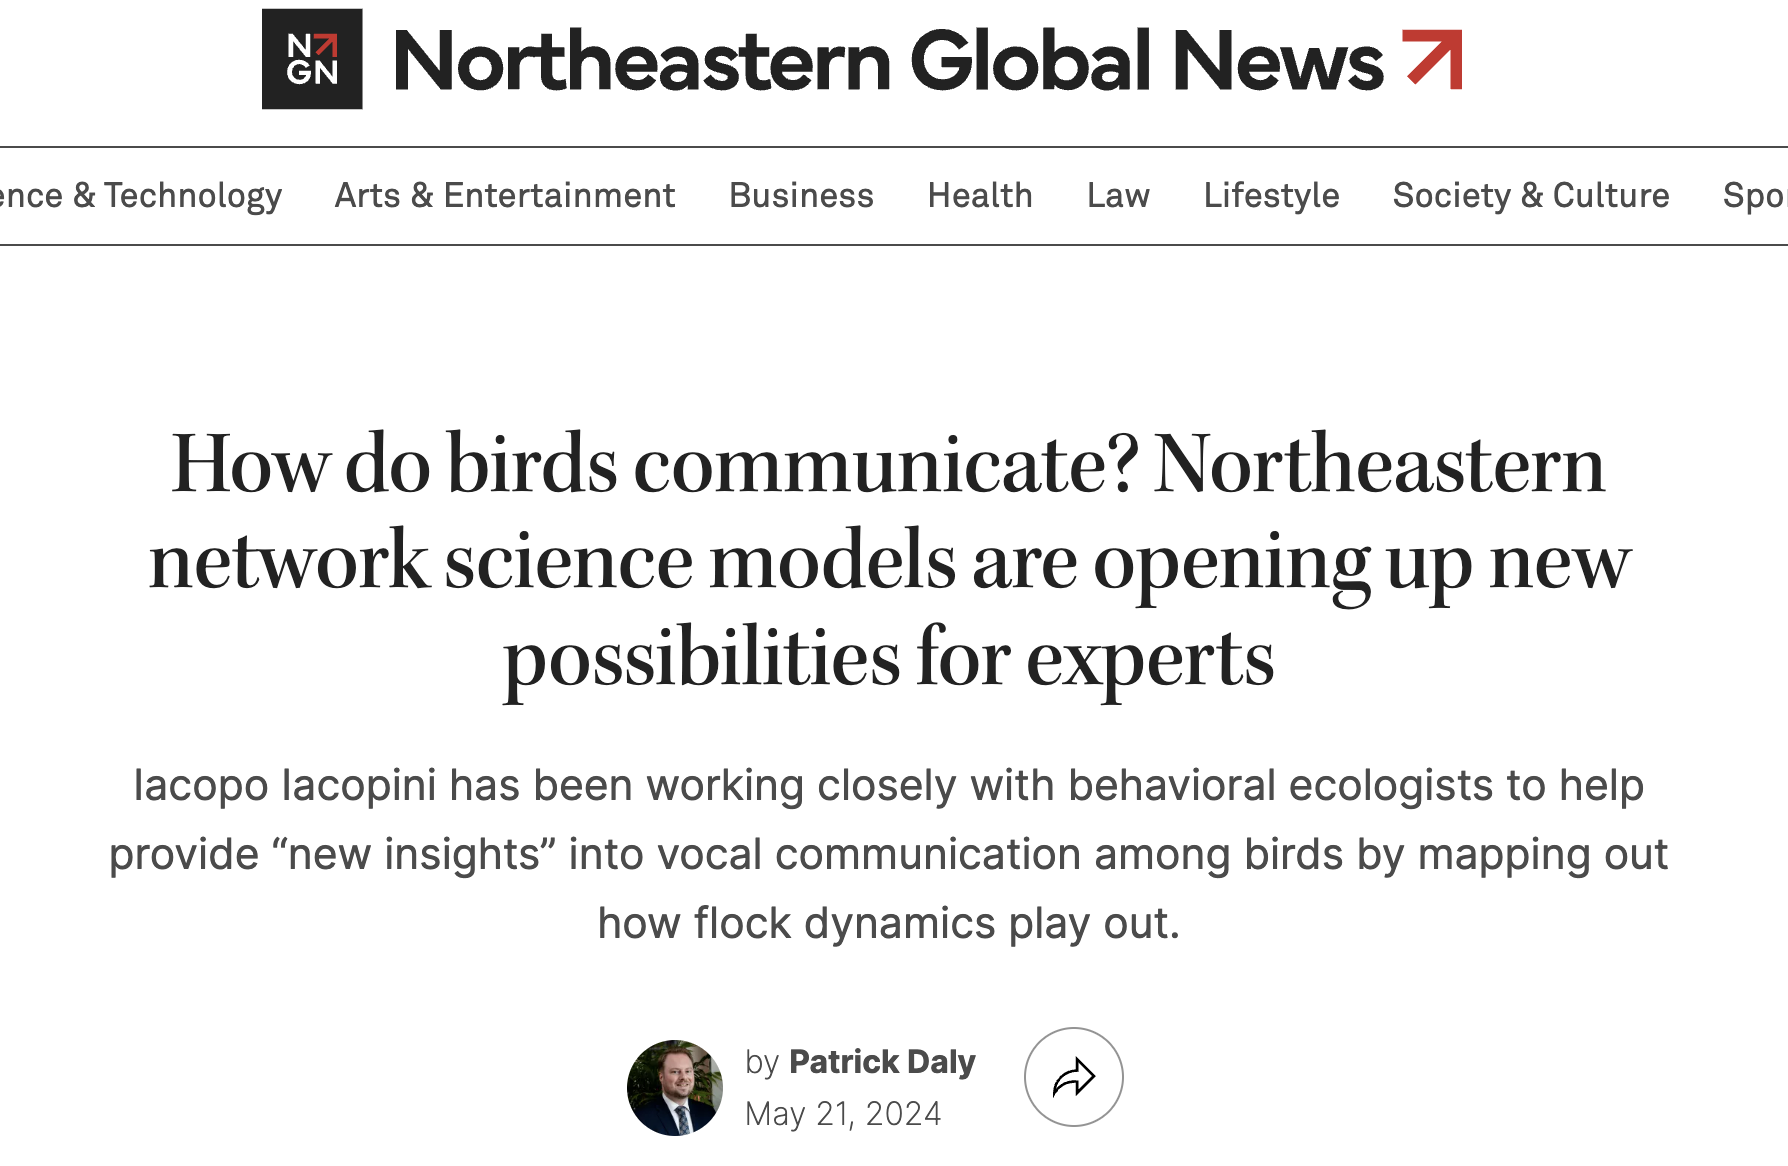 N
GN
Northeastern Global News
ence & Technology Arts & Entertainment Business Health Law Lifestyle Society & Culture Spo
How do birds communicate? Northeastern
network science models are opening up new
possibilities for experts
Iacopo Iacopini has been working closely with behavioral ecologists to help
provide “new insights” into vocal communication among birds by mapping out
how flock dynamics play out.
by Patrick Daly
May 21, 2024